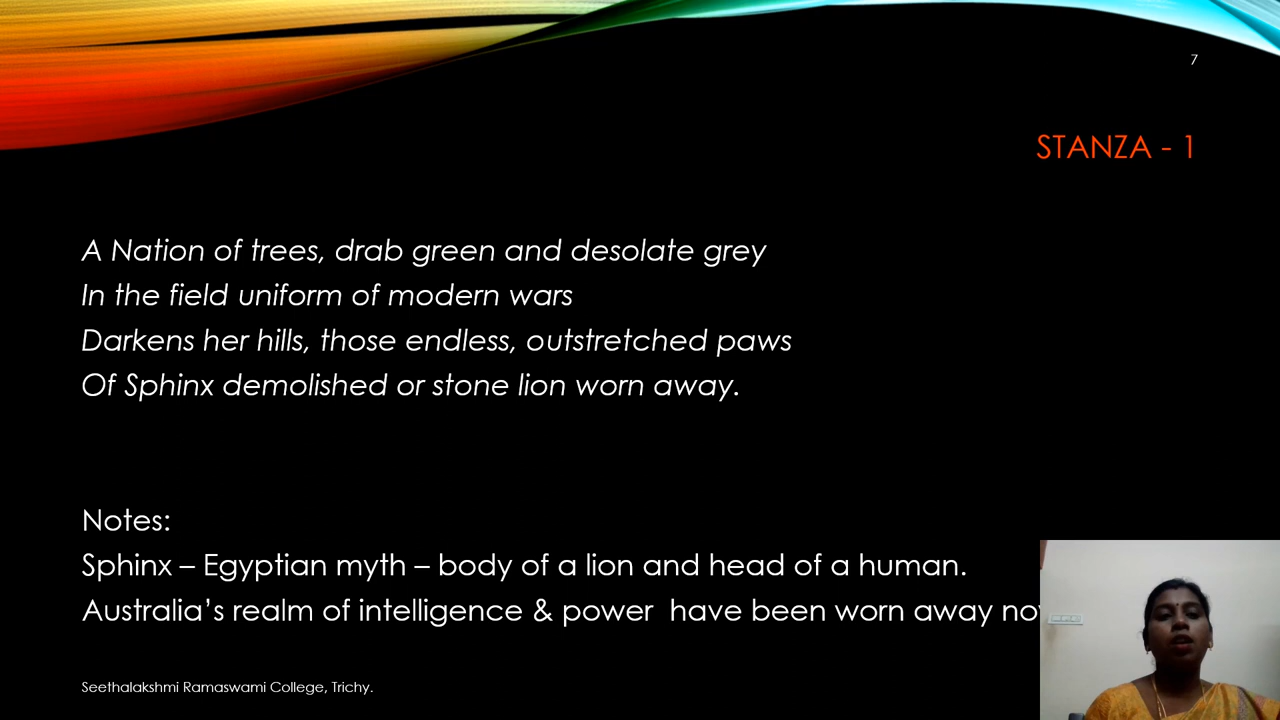 7
STANZA - 1
A Nation of trees, drab green and desolate grey
In the field uniform of modern wars
Darkens her hills, those endless, outstretched paws
Of Sphinx demolished or stone lion worn away.
Notes:
Sphinx – Egyptian myth – body of a lion and head of a human.
Australia’s realm of intelligence & power have been worn away
Seethalakshmi Ramaswami College, Trichy.